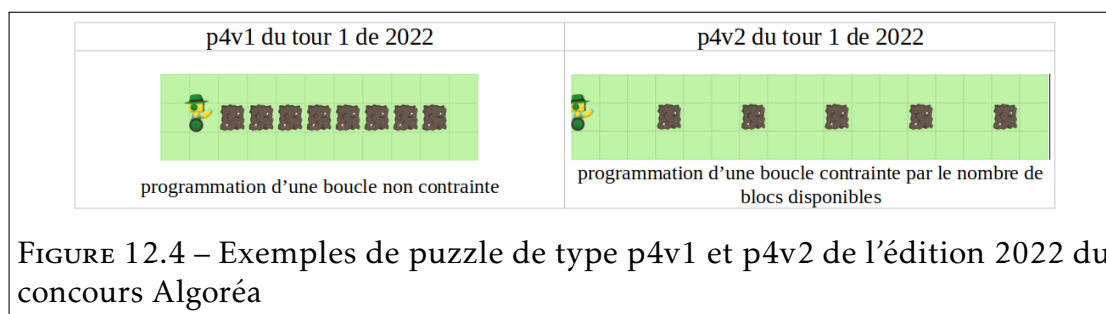 p4v1 du tour 1 de 2022
p4v2 du tour 1 de 2022
programmation d'une boucle non contrainte
programmation d'une boucle contrainte par le nombre de
blocs disponibles
FIGURE 12.4 – Exemples de puzzle de type p4v1 et p4v2 de l'édition 2022 du
concours Algoréa